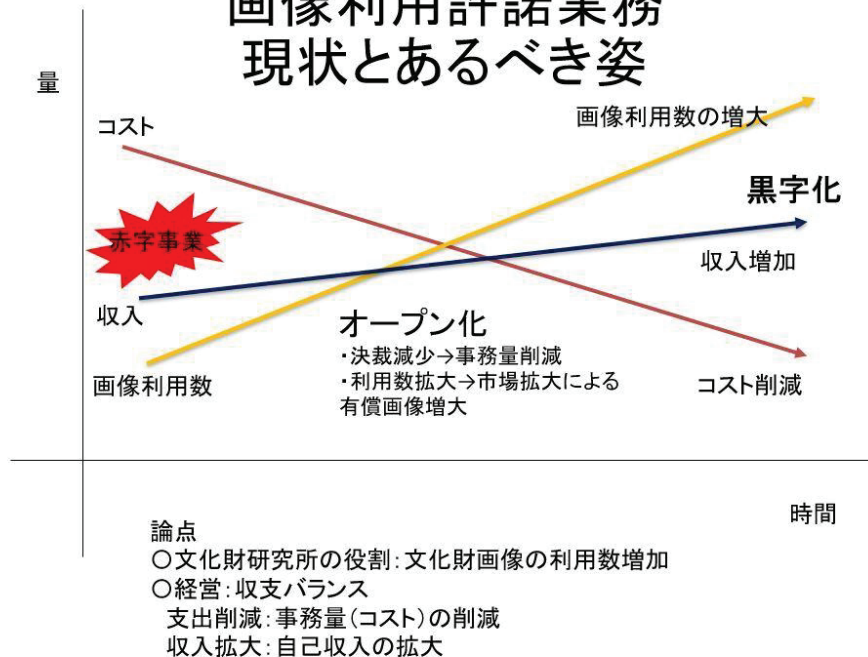 画像利用許諾業務
現状とあるべき姿
量
コスト
画像利用数の増大
黒字化
赤字事業
収入増加
収入
オープン化
・決裁減少→事務量削減
・利用数拡大→市場拡大による
有償画像増大
画像利用数
コスト削減
時間
論点
○文化財研究所の役割:文化財画像の利用数増加
○経営:収支バランス
支出削減:事務量(コスト)の削減
収入拡大:自己収入の拡大